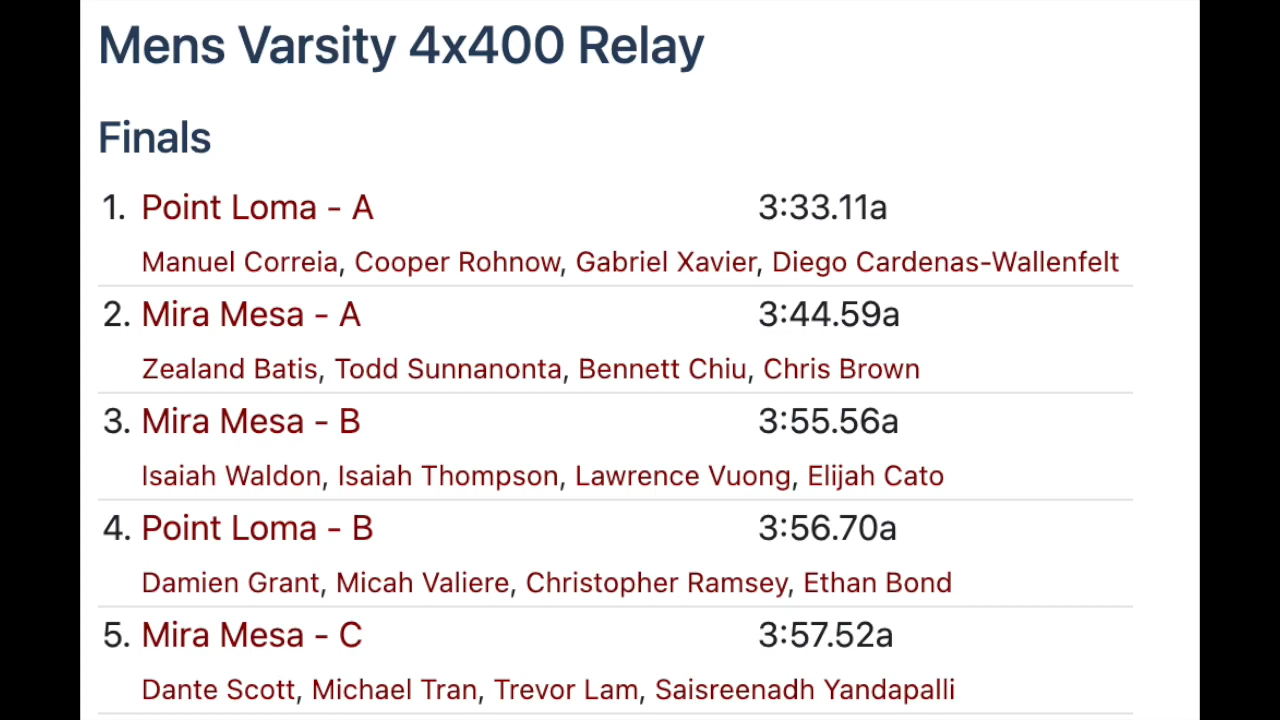 Mens Varsity 4x400 Relay
Finals
1. Point Loma - A 3:33.11a
Manuel Correia, Cooper Rohnow, Gabriel Xavier, Diego Cardenas-Wallenfelt
2. Mira Mesa - A 3:44.59a
Zealand Batis, Todd Sunnanonta, Bennett Chiu, Chris Brown
3. Mira Mesa - B 3:55.56a
Isaiah Waldon, Isaiah Thompson, Lawrence Vuong, Elijah Cato
4. Point Loma - B 3:56.70a
Damien Grant, Micah Valiere, Christopher Ramsey, Ethan Bond
5. Mira Mesa - C 3:57.52a
Dante Scott, Michael Tran, Trevor Lam, Saisreenadh Yandapalli